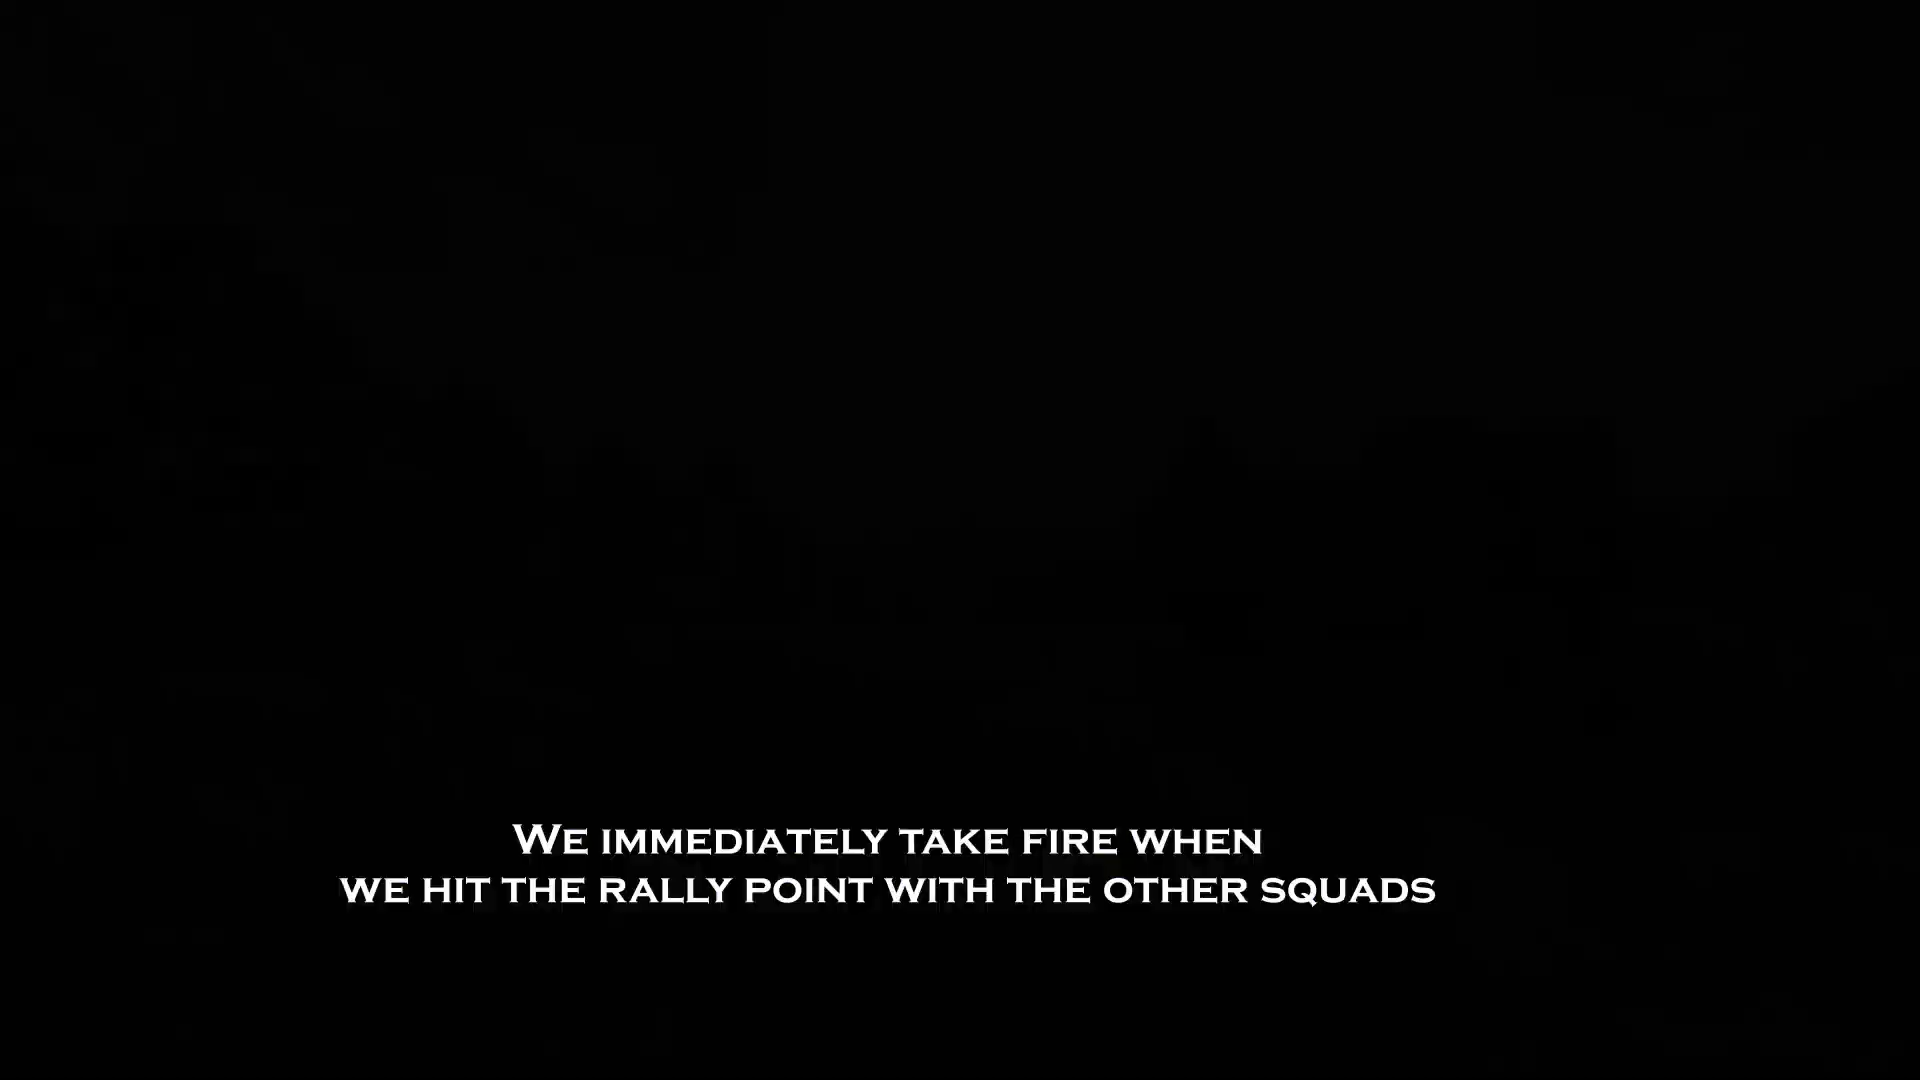 We immediately take fire when
we hit the rally point with the other squads